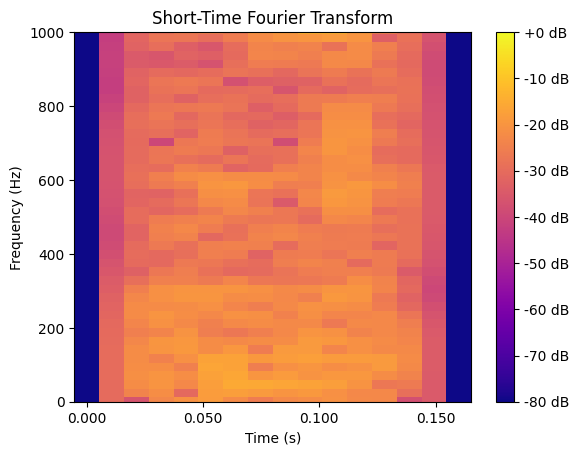 Short-Time Fourier Transform
1000
800
600
400
200
0
Frequency (Hz)
0.000
0.050
0.100
0.150
Time (s)
+0 dB
-10 dB
-20 dB
-30 dB
-40 dB
-50 dB
-60 dB
-70 dB
-80 dB